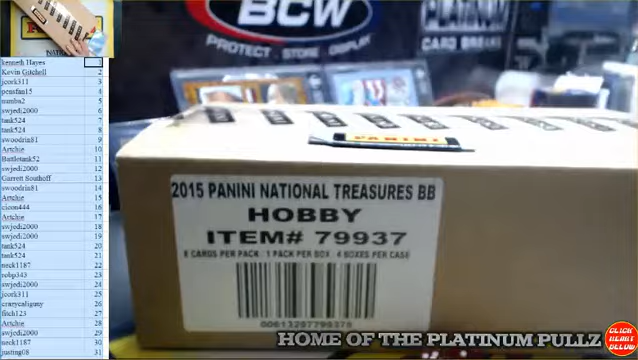 BCW
PROTECT · STORE · DISPLAY
PLATINUM
CARD BREAKS
PANINI
2015 PANINI NATIONAL TREASURES BB
HOBBY
ITEM# 79937
8 CARDS PER PACK : 1 PACK PER BOX : 4 BOXES PER CASE
HOME OF THE PLATINUM PULLZ
CLICK
HEART
BELOW
kenneth Hayes 1
Kevin Gitcholl 2
jcork311 3
pensfan15 4
5
swjedi2000 6
tank524 7
tank524 8
swoodrin81 9
Artchie 10
Battletank52 11
swjedi2000 12
Garrett Southoff 13
swoodrin81 14
Artchie 15
cicon444 16
Artchie 17
swjedi2000 18
swjedi2000 19
tank524 20
tank524 21
neck1187 22
robp343 23
swjedi2000 24
jcork311 25
crazycaliguny 26
fitch123 27
Artchie 28
swjedi2000 29
neck1187 30
justing08 31